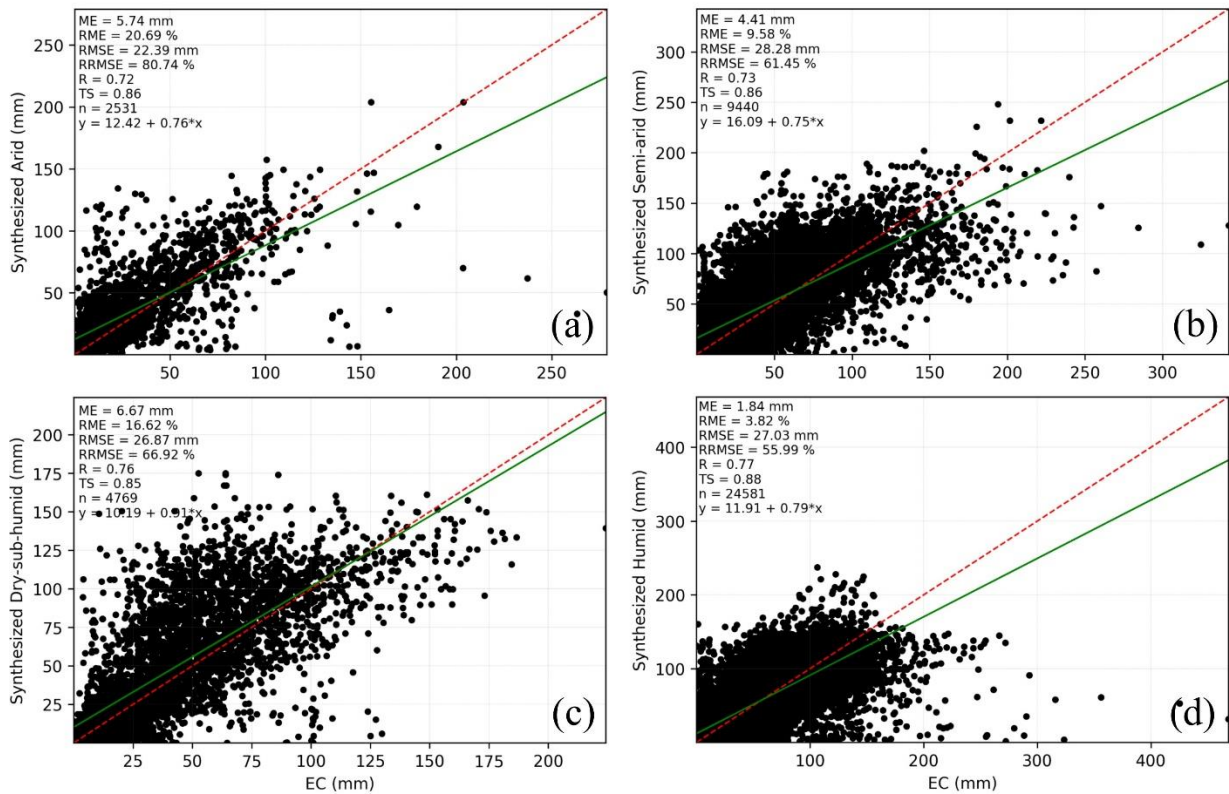 ME = 5.74 mm
RME = 20.69 %
RMSE = 22.39 mm
RRMSE = 80.74 %
R = 0.72
TS = 0.86
n = 2531
y = 12.42 + 0.76*x
Synthesized Arid (mm)
250
200
150
100
50
50 100 150 200 250
(a)
ME = 4.41 mm
RME = 9.58 %
RMSE = 28.28 mm
RRMSE = 61.45 %
R = 0.73
TS = 0.86
n = 9440
y = 16.09 + 0.75*x
Synthesized Semi-arid (mm)
300
250
200
150
100
50
50 100 150 200 250 300
(b)
ME = 6.67 mm
RME = 16.62 %
RMSE = 26.87 mm
RRMSE = 66.92 %
R = 0.76
TS = 0.85
n = 4769
y = 10.19 + 0.91*x
Synthesized Dry-sub-humid (mm)
200
175
150
125
100
75
50
25
25 50 75 100 125 150 175 200
EC (mm)
(c)
ME = 1.84 mm
RME = 3.82 %
RMSE = 27.03 mm
RRMSE = 55.99 %
R = 0.77
TS = 0.88
n = 24581
y = 11.91 + 0.79*x
Synthesized Humid (mm)
400
300
200
100
100 200 300 400
EC (mm)
(d)